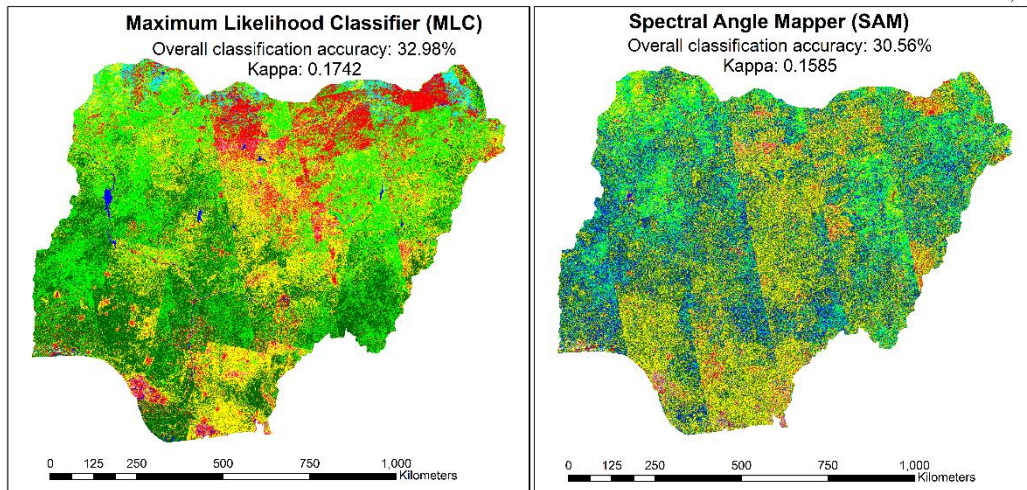 Maximum Likelihood Classifier (MLC)
Overall classification accuracy: 32.98%
Kappa: 0.1742
0 125 250 500 750 1,000
Kilometers
Spectral Angle Mapper (SAM)
Overall classification accuracy: 30.56%
Kappa: 0.1585
0 125 250 500 750 1,000
Kilometers